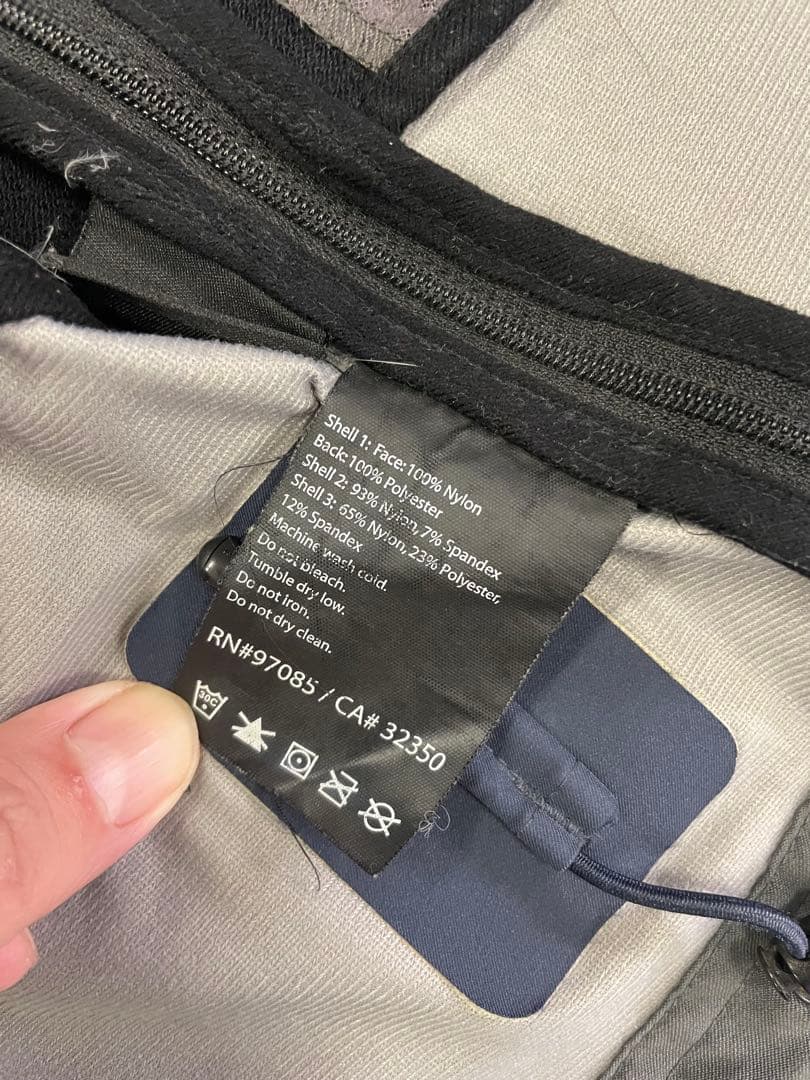 Shell 1: Face: 100% Nylon
Back: 100% Polyester
Shell 2: 93% Nylon, 7% Spandex
Shell 3: 65% Nylon, 23% Polyester,
12% Spandex
Machine wash cold.
Do not bleach.
Tumble dry low.
Do not iron.
Do not dry clean.
RN#97085 / CA# 32350
30C